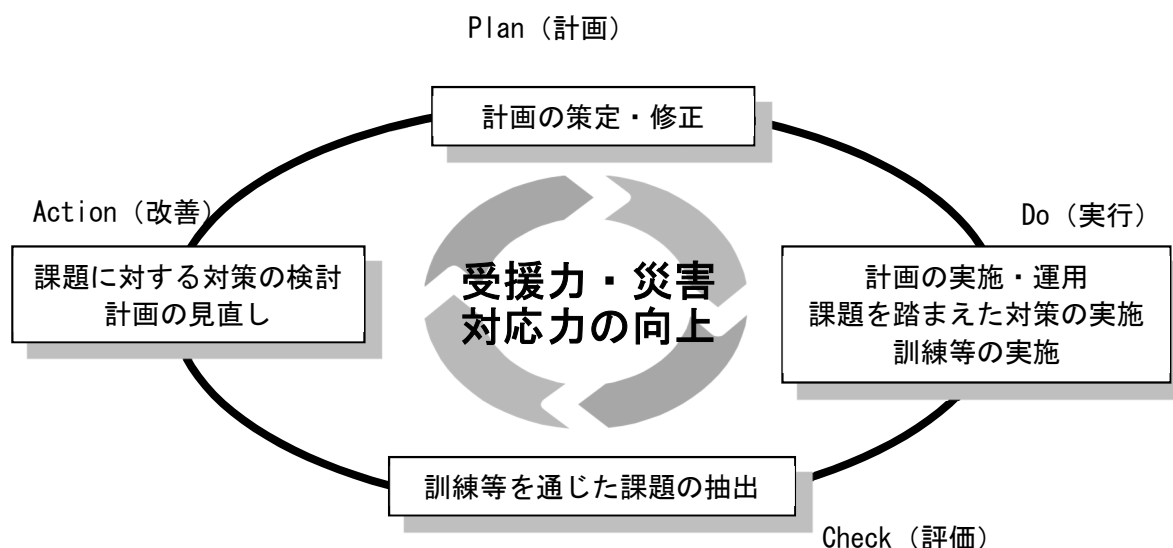 Plan（計画）
計画の策定・修正
Action（改善）
Do（実行）
課題に対する対策の検討
計画の見直し
受援力・災害
対応力の向上
計画の実施・運用
課題を踏まえた対策の実施
訓練等の実施
訓練等を通じた課題の抽出
Check（評価）